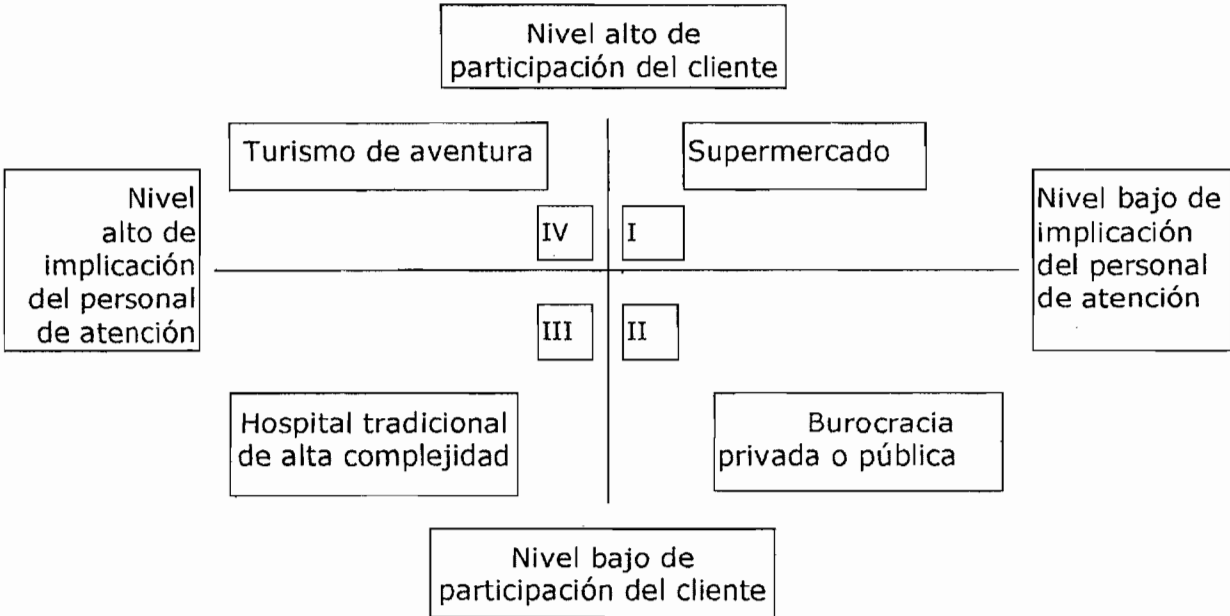 Nivel alto de
participación del cliente
Turismo de aventura
Supermercado
Nivel
alto de
implicación
del personal
de atención
IV
I
Nivel bajo de
implicación
del personal
de atención
III
II
Hospital tradicional
de alta complejidad
Burocracia
privada o pública
Nivel bajo de
participación del cliente